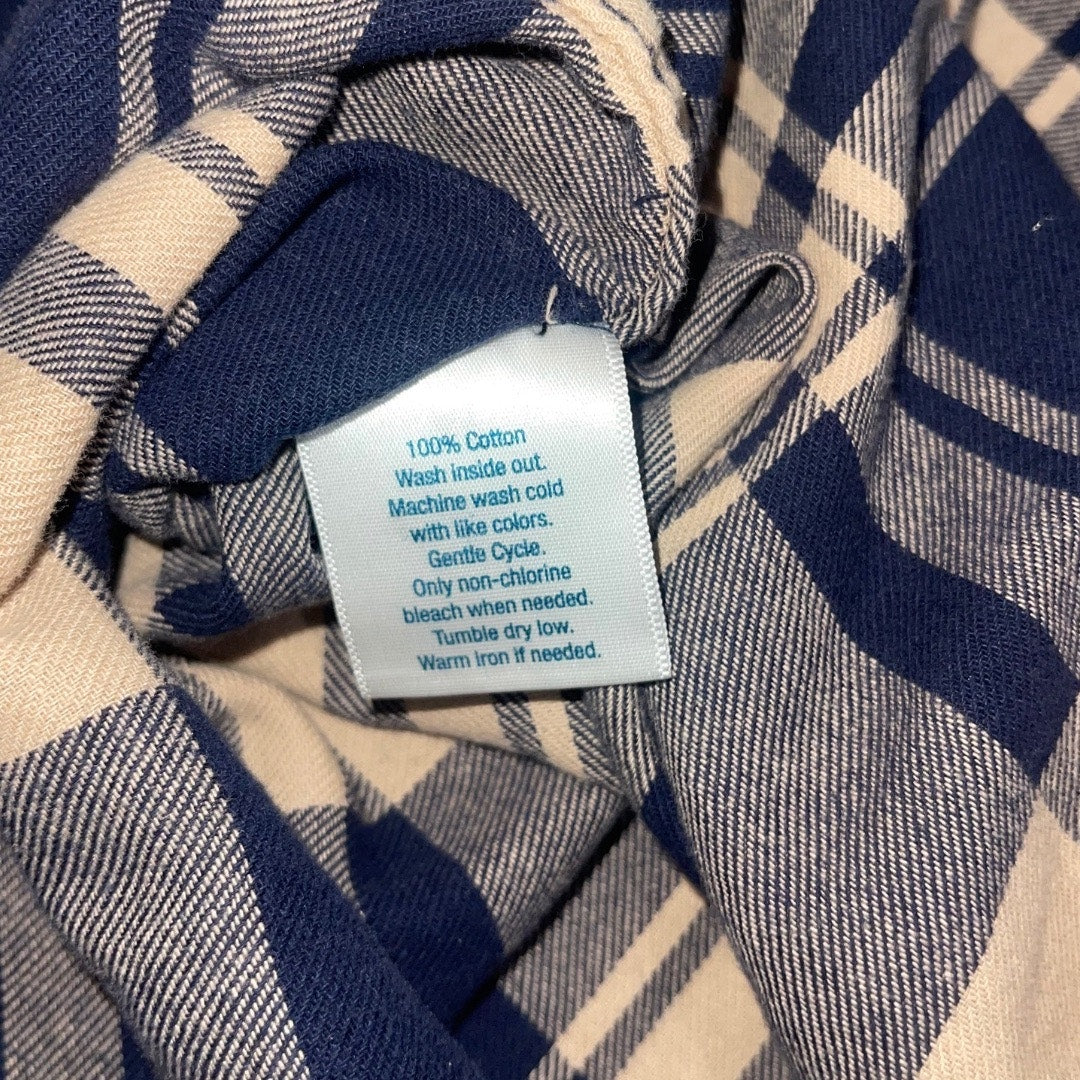 100% Cotton
Wash inside out.
Machine wash cold
with like colors.
Gentle Cycle.
Only non-chlorine
bleach when needed.
Tumble dry low.
Warm iron if needed.